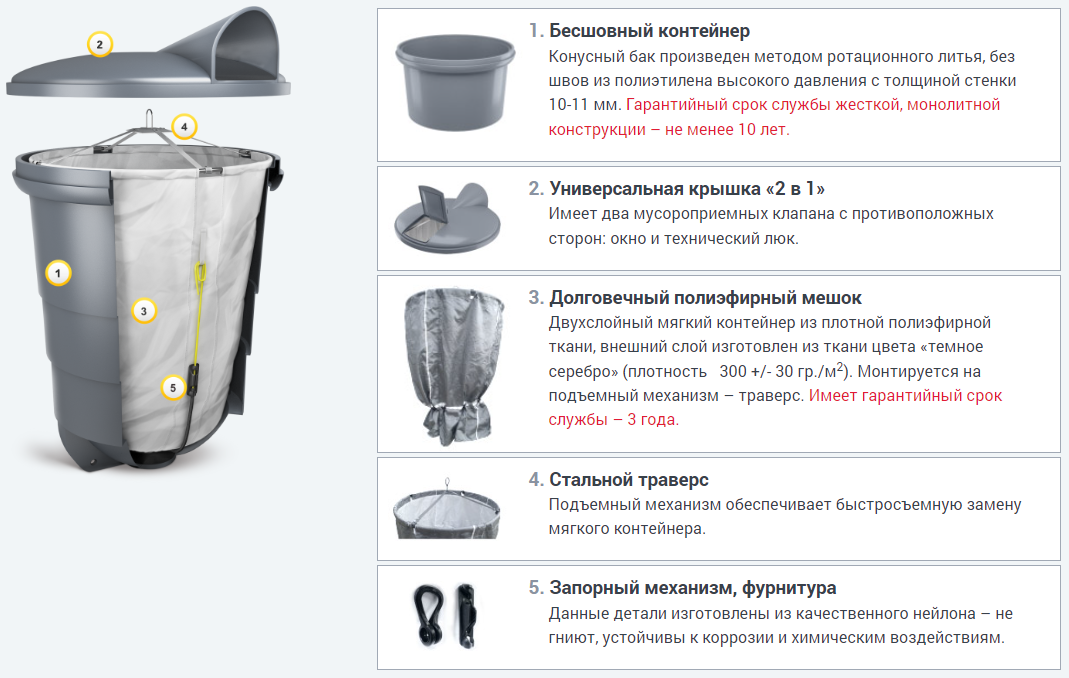 2
4
1
3
5
1. Бесшовный контейнер
Конусный бак произведен методом ротационного литья, без
швов из полиэтилена высокого давления с толщиной стенки
10-11 мм. Гарантийный срок службы жесткой, монолитной
конструкции – не менее 10 лет.
2. Универсальная крышка «2 в 1»
Имеет два мусороприемных клапана с противоположных
сторон: окно и технический люк.
3. Долговечный полиэфирный мешок
Двухслойный мягкий контейнер из плотной полиэфирной
ткани, внешний слой изготовлен из ткани цвета «темное
серебро» (плотность 300 +/- 30 гр./м²). Монтируется на
подъемный механизм – траверс. Имеет гарантийный срок
службы – 3 года.
4. Стальной траверс
Подъемный механизм обеспечивает быстросъемную замену
мягкого контейнера.
5. Запорный механизм, фурнитура
Данные детали изготовлены из качественного нейлона – не
гниют, устойчивы к коррозии и химическим воздействиям.